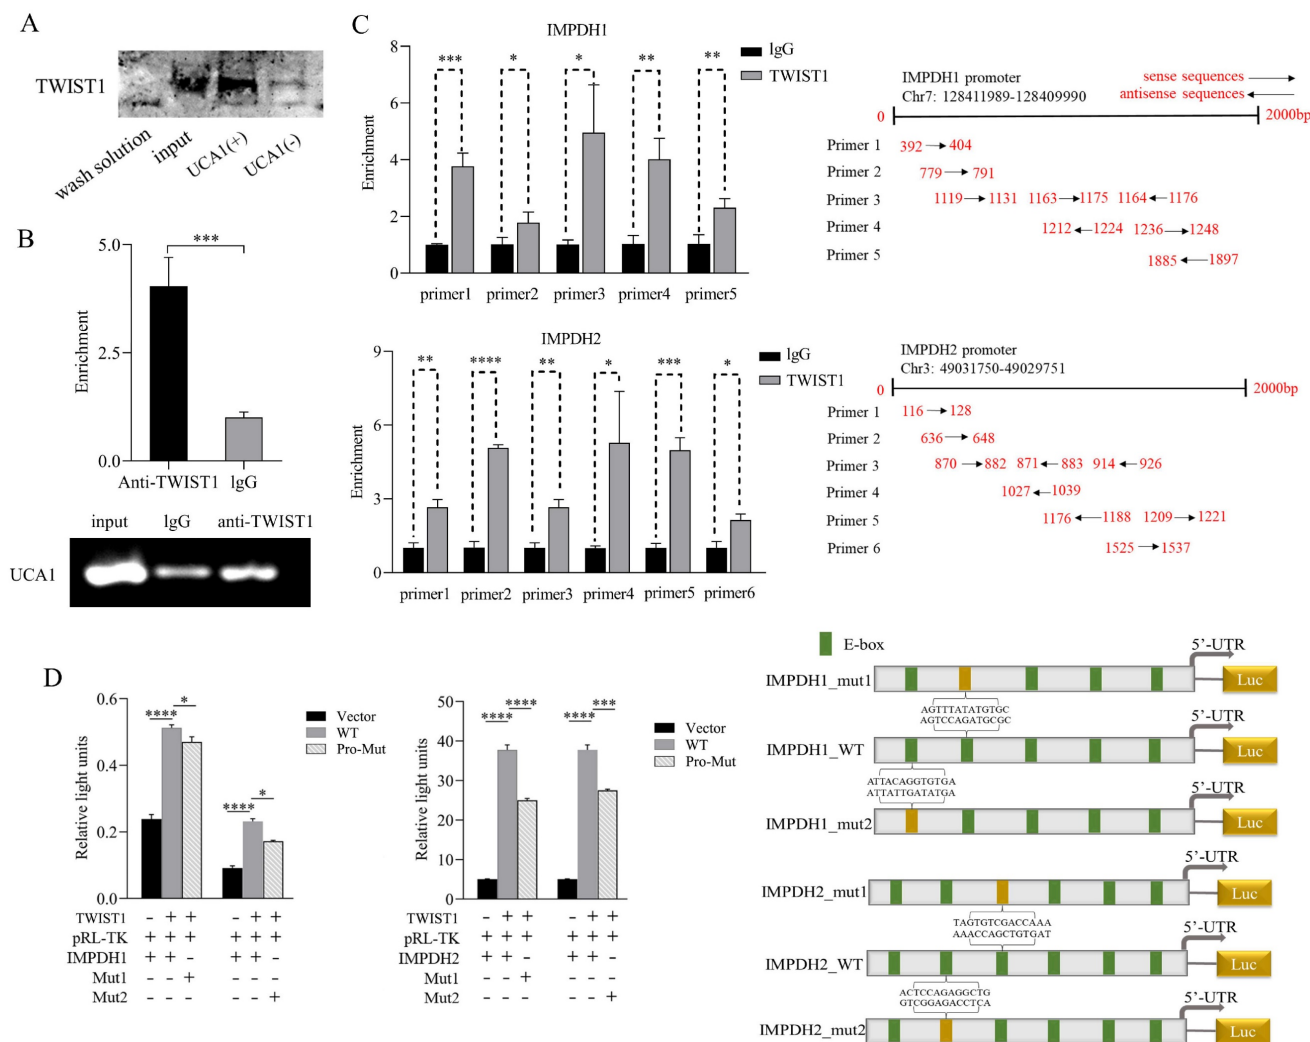 A
TWIST1
wash solution
input
UCA1(+)
UCA1(-)
B
***
5.0
2.5
0.0
Enrichment
Anti-TWIST1
lgG
input lgG anti-TWIST1
UCA1
C
IMPDH1
8
6
4
2
0
Enrichment
*** * * ** **
primer1 primer2 primer3 primer4 primer5
lgG
TWIST1
IMPDH1 promoter
Chr7: 128411989-128409990
sense sequences
antisense sequences
0
2000bp
Primer 1 392 404
Primer 2 779 791
Primer 3 1119 1131 1163 1175 1164 1176
Primer 4 1212 1224 1236 1248
Primer 5 1885 1897
IMPDH2
9
6
3
0
Enrichment
** **** ** * *** *
primer1 primer2 primer3 primer4 primer5 primer6
lgG
TWIST1
IMPDH2 promoter
Chr3: 49031750-49029751
0
2000bp
Primer 1 116 128
Primer 2 636 648
Primer 3 870 882 871 883 914 926
Primer 4 1027 1039
Primer 5 1176 1188 1209 1221
Primer 6 1525 1537
D
0.6
0.4
0.2
0.0
Relative light units
**** * **** *
Vector
WT
Pro-Mut
TWIST1 - + + - + +
pRL-TK + + + + + +
IMPDH1 + + - + + -
Mut1 - - + - - -
Mut2 - - - - - +
50
40
30
20
10
0
Relative light units
**** **** **** ***
Vector
WT
Pro-Mut
TWIST1 - + + - + +
pRL-TK + + + + + +
IMPDH2 + + - + + -
Mut1 - - + - - -
Mut2 - - - - - +
E-box
5’-UTR
IMPDH1_mut1
Luc
AGTTTATATGTGC
AGTCCAGATGCGC
5’-UTR
IMPDH1_WT
Luc
ATTACAGGTGTGA
ATTATTGATATGA
5’-UTR
IMPDH1_mut2
Luc
5’-UTR
IMPDH2_mut1
Luc
TAGTGTCGACCAAA
AAACCAGCTGTGAT
5’-UTR
IMPDH2_WT
Luc
ACTCCAGAGGCTG
GTCGGAGACCTCA
5’-UTR
IMPDH2_mut2
Luc